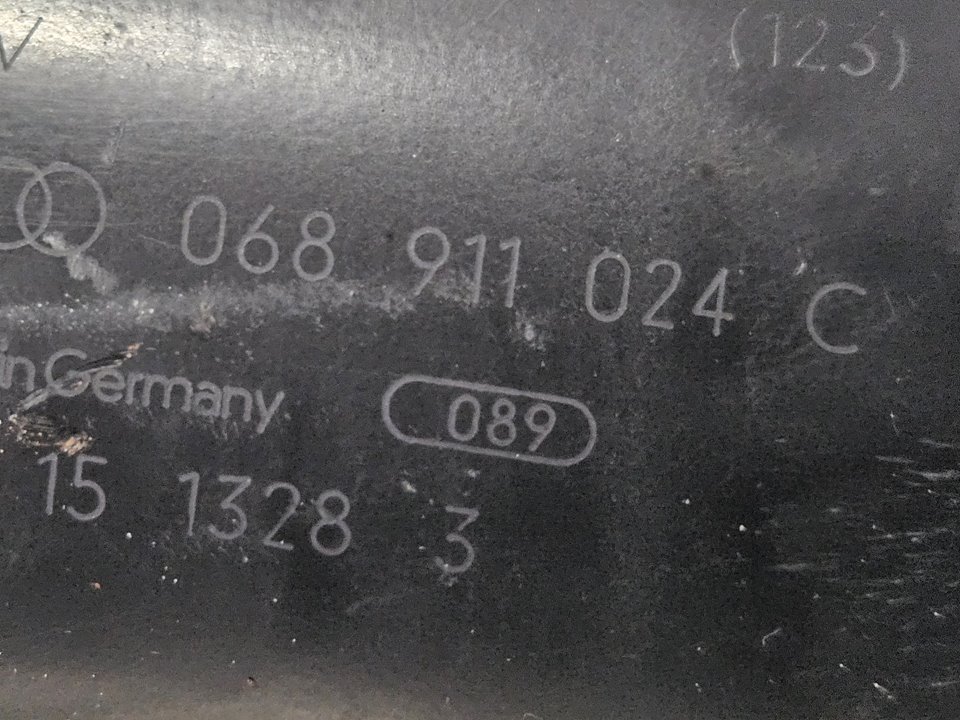 V (123)
068 911 024 C
in Germany 089
15 1328 3